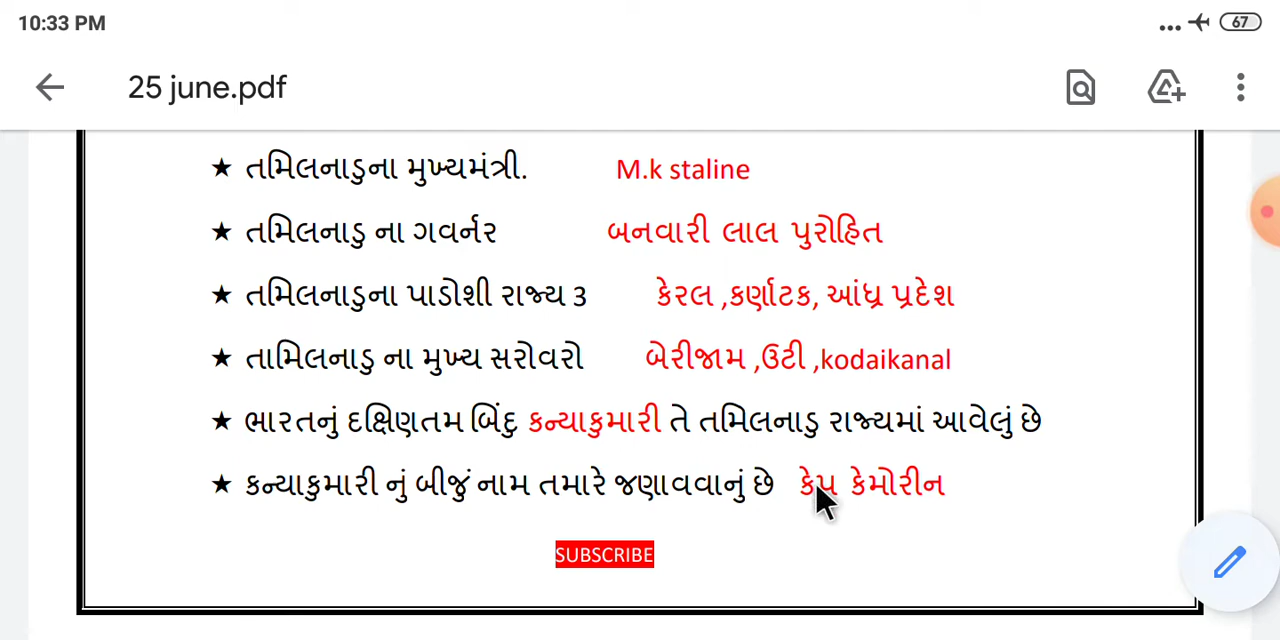 10:33 PM ... 67
25 june.pdf
★ તમિલનાડુના મુખ્યમંત્રી. M.k staline
★ તમિલનાડુ ના ગવર્નર બનવારી લાલ પુરોહિત
★ તમિલનાડુના પાડોશી રાજ્ય 3 કેરલ ,કર્ણાટક, આંધ્ર પ્રદેશ
★ તામિલનાડુ ના મુખ્ય સરોવરો બેરીજામ ,ઉટી ,kodaikanal
★ ભારતનું દક્ષિણતમ બિંદુ કન્યાકુમારી તે તમિલનાડુ રાજ્યમાં આવેલું છે
★ કન્યાકુમારી નું બીજું નામ તમારે જણાવવાનું છે કેપ કેમોરીન
SUBSCRIBE